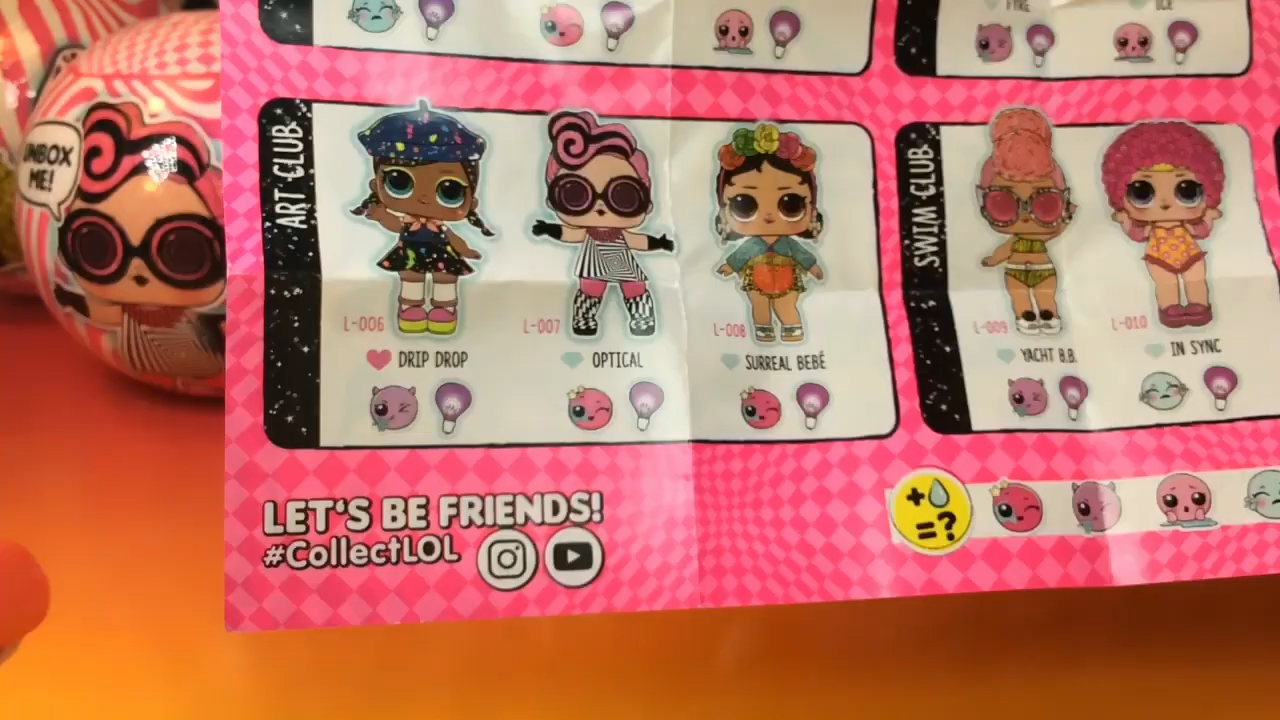 UNBOX
ME!
ART CLUB
L-006
DRIP DROP
L-007
OPTICAL
L-008
SURREAL BEBÉ
SWIM CLUB
L-009
YACHT B.B.
L-010
IN SYNC
LET'S BE FRIENDS!
#CollectLOL
+
=?